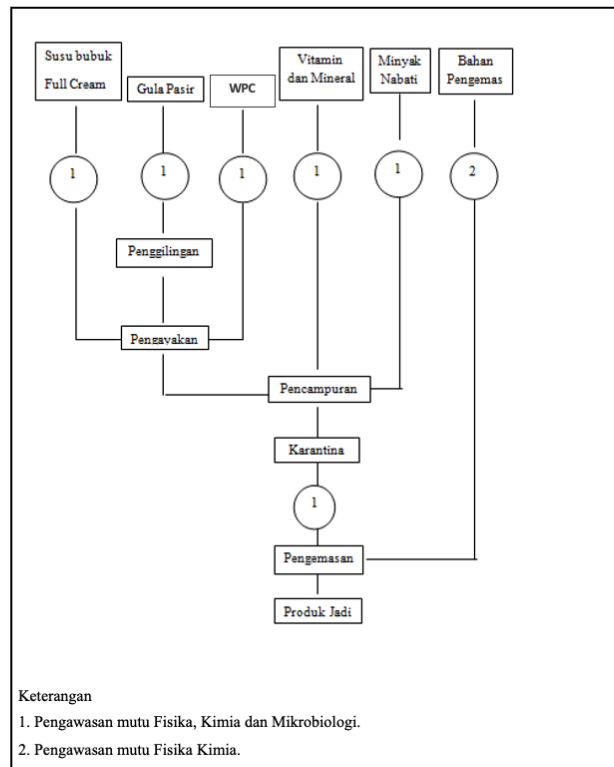 Susu bubuk
Full Cream
Gula Pasir
WPC
Vitamin
dan Mineral
Minyak
Nabati
Bahan
Pengemas
1
1
1
1
1
2
Penggilingan
Pengayakan
Pencampuran
Karantina
1
Pengemasan
Produk Jadi
Keterangan
1. Pengawasan mutu Fisika, Kimia dan Mikrobiologi.
2. Pengawasan mutu Fisika Kimia.